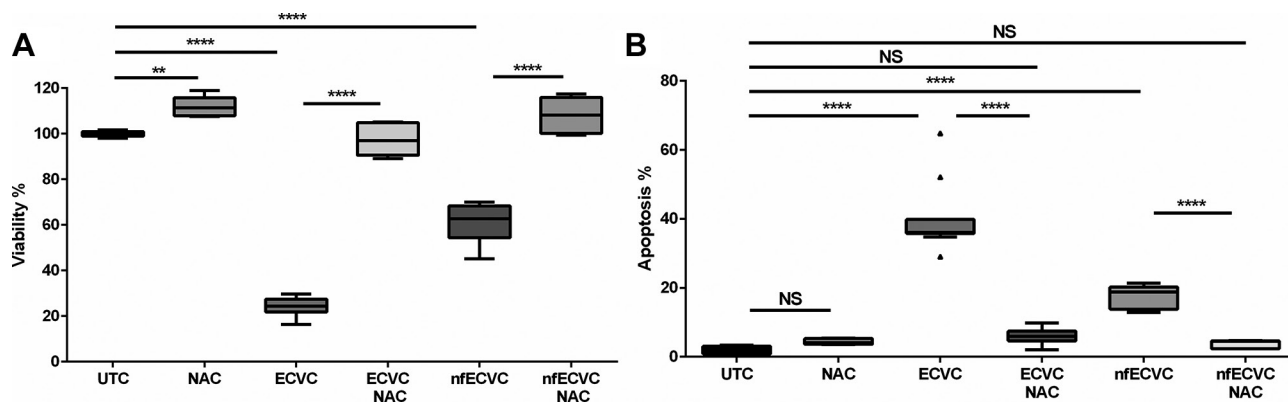 A
****
****
**
****
****
Viability %
120
100
80
60
40
20
0
UTC
NAC
ECVC
ECVC
NAC
nfECVC
nfECVC
NAC
B
NS
NS
****
****
****
****
NS
Apoptosis %
80
60
40
20
0
UTC
NAC
ECVC
ECVC
NAC
nfECVC
nfECVC
NAC